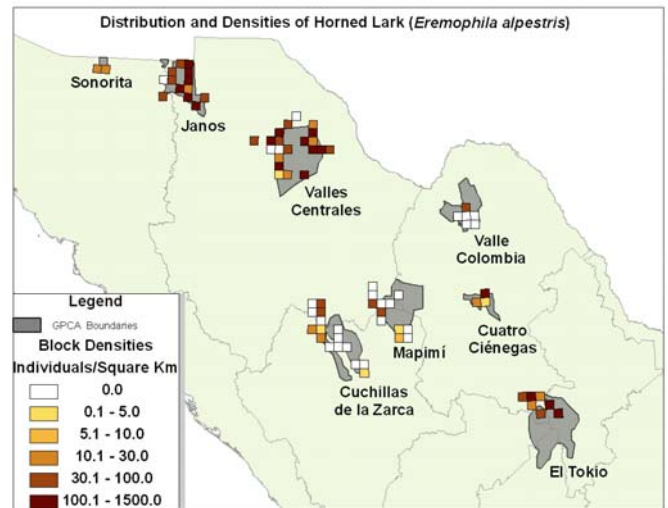 Distribution and Densities of Horned Lark (Eremophila alpestris)
Sonorita
Janos
Valles
Centrales
Valle
Colombia
Cuatro
Ciénegas
Mapimí
Cuchillas
de la Zarca
El Tokio
Legend
GPCA Boundaries
Block Densities
Individuals/Square Km
0.0
0.1 - 5.0
5.1 - 10.0
10.1 - 30.0
30.1 - 100.0
100.1 - 1500.0